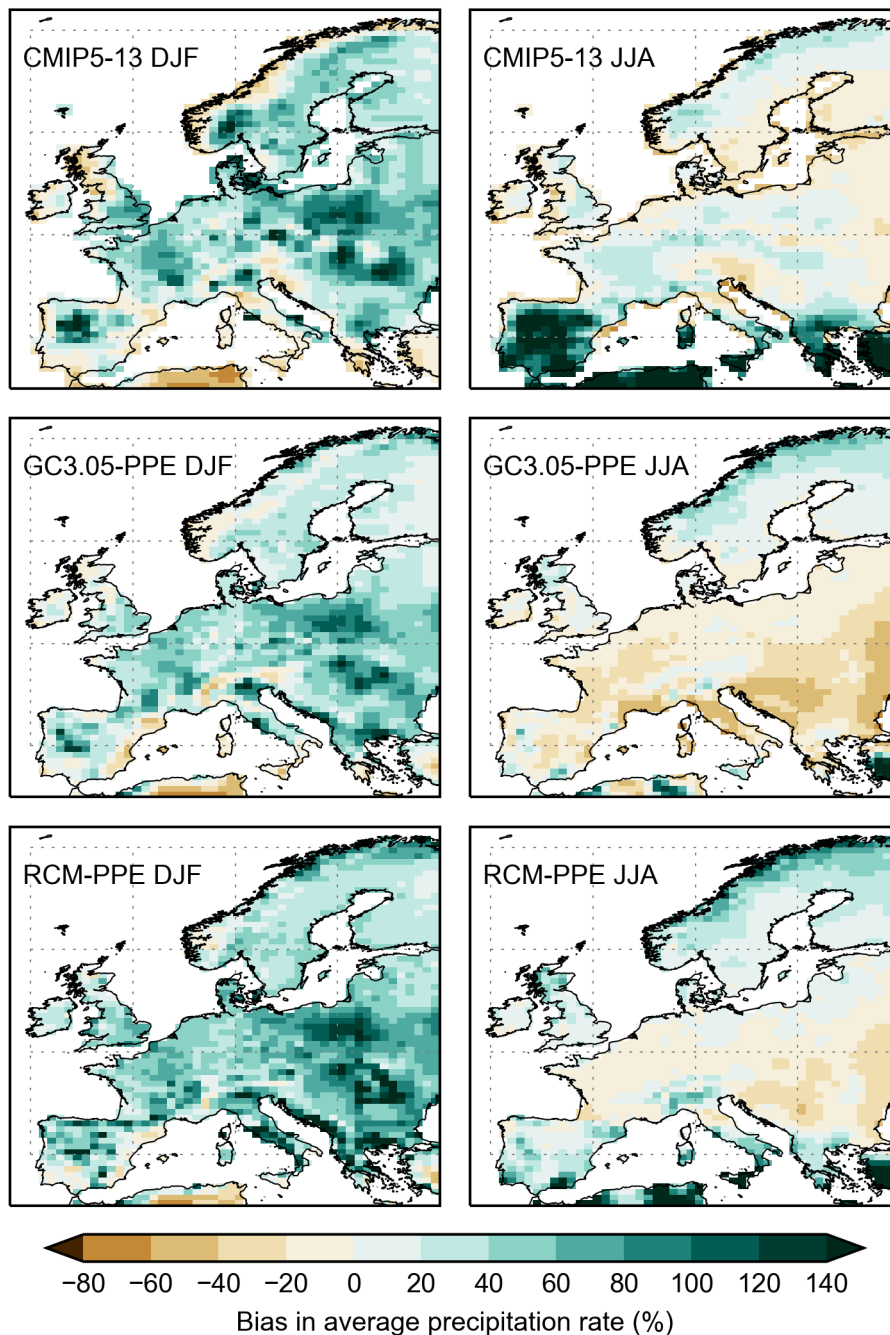 CMIP5-13 DJF
CMIP5-13 JJA
GC3.05-PPE DJF
GC3.05-PPE JJA
RCM-PPE DJF
RCM-PPE JJA
−80 −60 −40 −20 0 20 40 60 80 100 120 140
Bias in average precipitation rate (%)